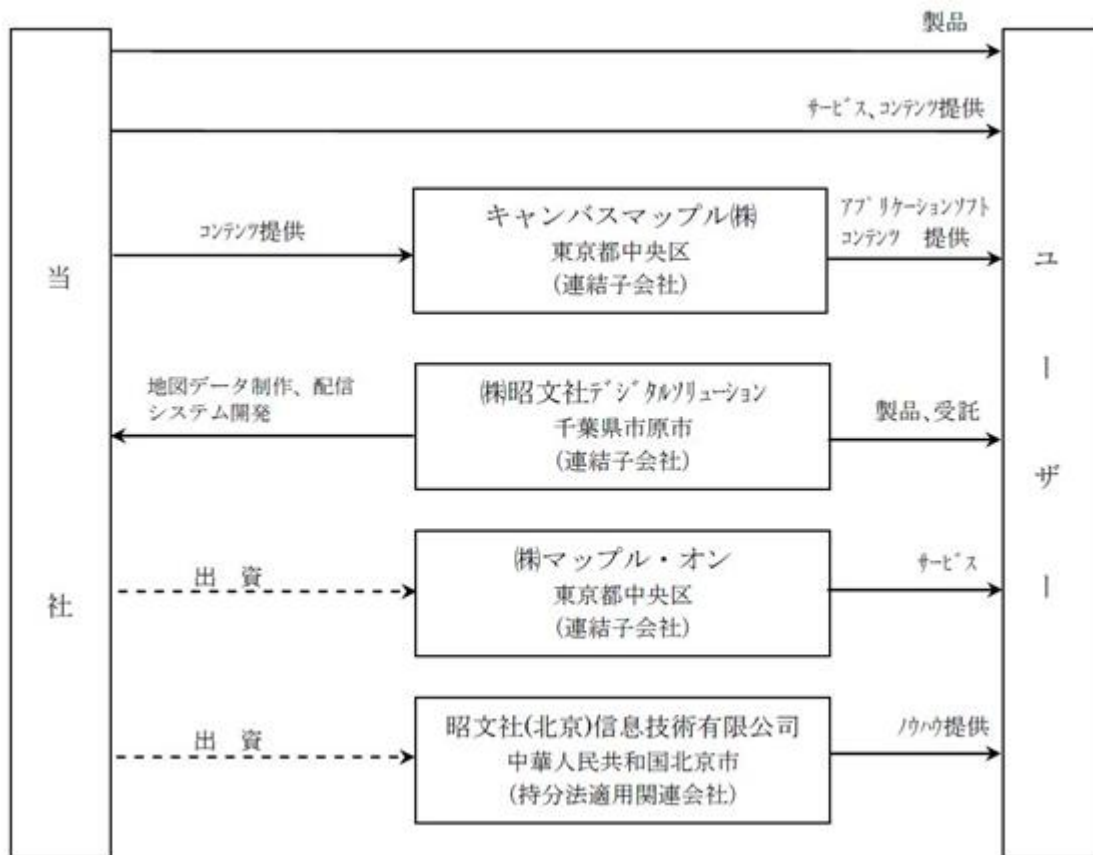 製品
サービス、コンテンツ提供
コンテンツ提供
キャンバスマップル㈱
東京都中央区
(連結子会社)
アプリケーションソフト
コンテンツ 提供
当社
ユーザー
地図データ制作、配信
システム開発
㈱昭文社デジタルソリューション
千葉県市原市
(連結子会社)
製品、受託
出 資
㈱マップル・オン
東京都中央区
(連結子会社)
サービス
出 資
昭文社(北京)信息技術有限公司
中華人民共和国北京市
(持分法適用関連会社)
ノウハウ提供